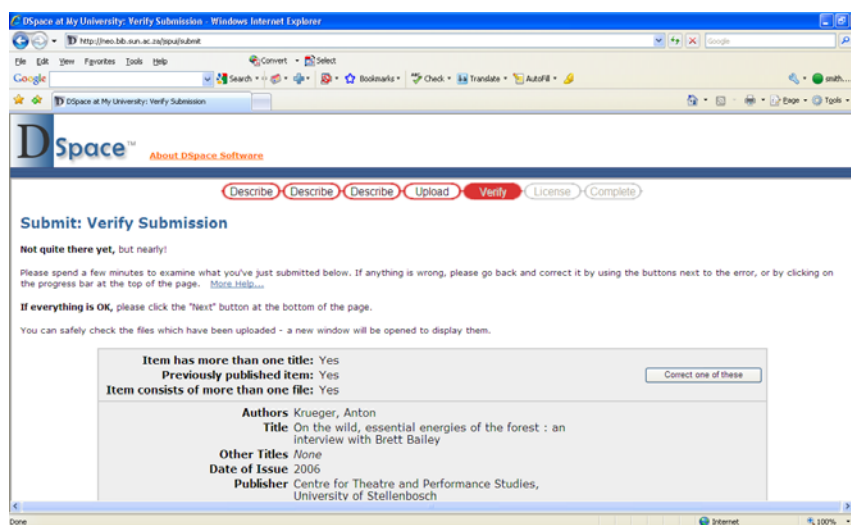 DSpace at My University: Verify Submission - Windows Internet Explorer
http://neo.bib.sun.ac.za/jspui/submit
Google
File Edit View Favorites Tools Help Convert Select
Google Search Bookmarks Check Translate AutoFill smith...
DSpace at My University: Verify Submission Page Tools
DSpace™ About DSpace Software
Describe Describe Describe Upload Verify License Complete
Submit: Verify Submission
Not quite there yet, but nearly!
Please spend a few minutes to examine what you've just submitted below. If anything is wrong, please go back and correct it by using the buttons next to the error, or by clicking on
the progress bar at the top of the page. More Help...
If everything is OK, please click the "Next" button at the bottom of the page.
You can safely check the files which have been uploaded - a new window will be opened to display them.
Item has more than one title: Yes
Previously published item: Yes
Correct one of these
Item consists of more than one file: Yes
Authors Krueger, Anton
Title On the wild, essential energies of the forest : an
interview with Brett Bailey
Other Titles None
Date of Issue 2006
Publisher Centre for Theatre and Performance Studies,
University of Stellenbosch
Done Internet 100%